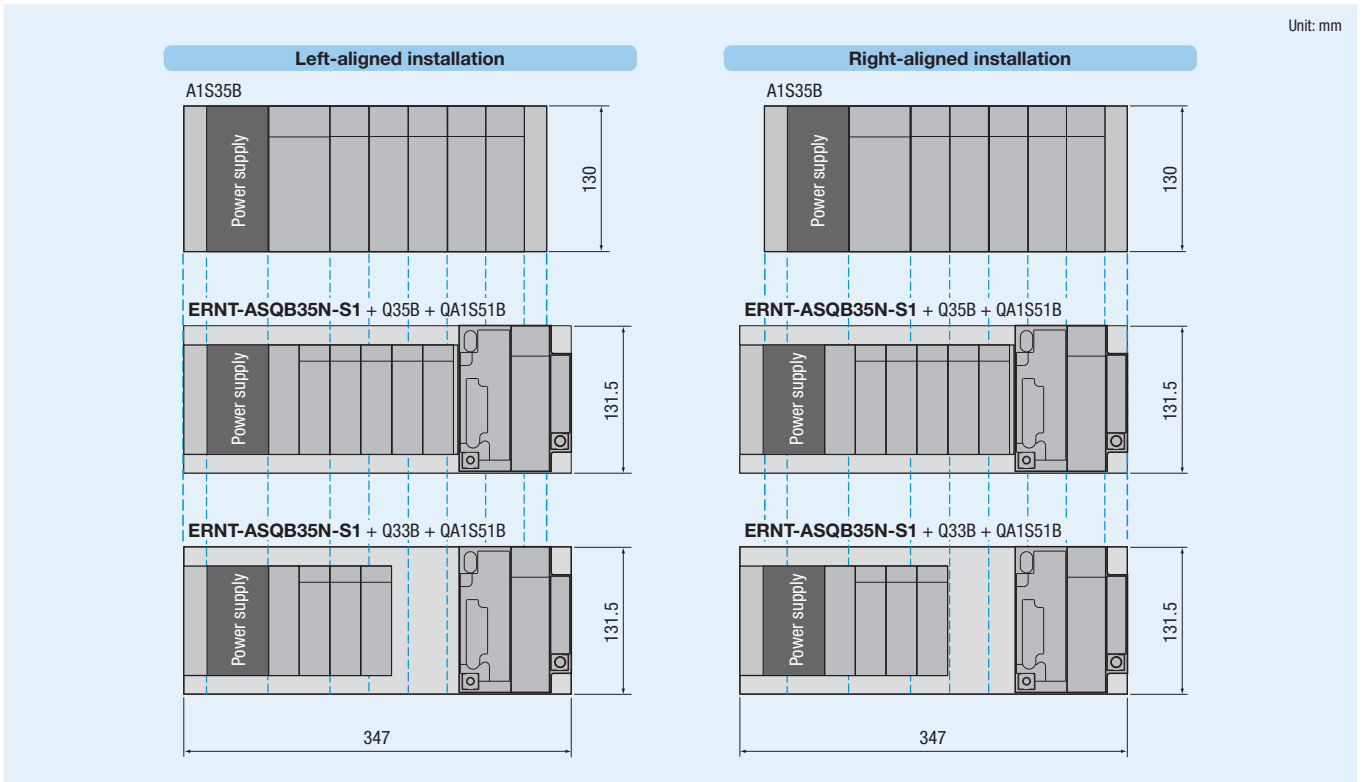 Unit: mm
Left-aligned installation
A1S35B
Power supply
130
ERNT-ASQB35N-S1 + Q35B + QA1S51B
Power supply
131.5
ERNT-ASQB35N-S1 + Q33B + QA1S51B
Power supply
131.5
347
Right-aligned installation
A1S35B
Power supply
130
ERNT-ASQB35N-S1 + Q35B + QA1S51B
Power supply
131.5
ERNT-ASQB35N-S1 + Q33B + QA1S51B
Power supply
131.5
347